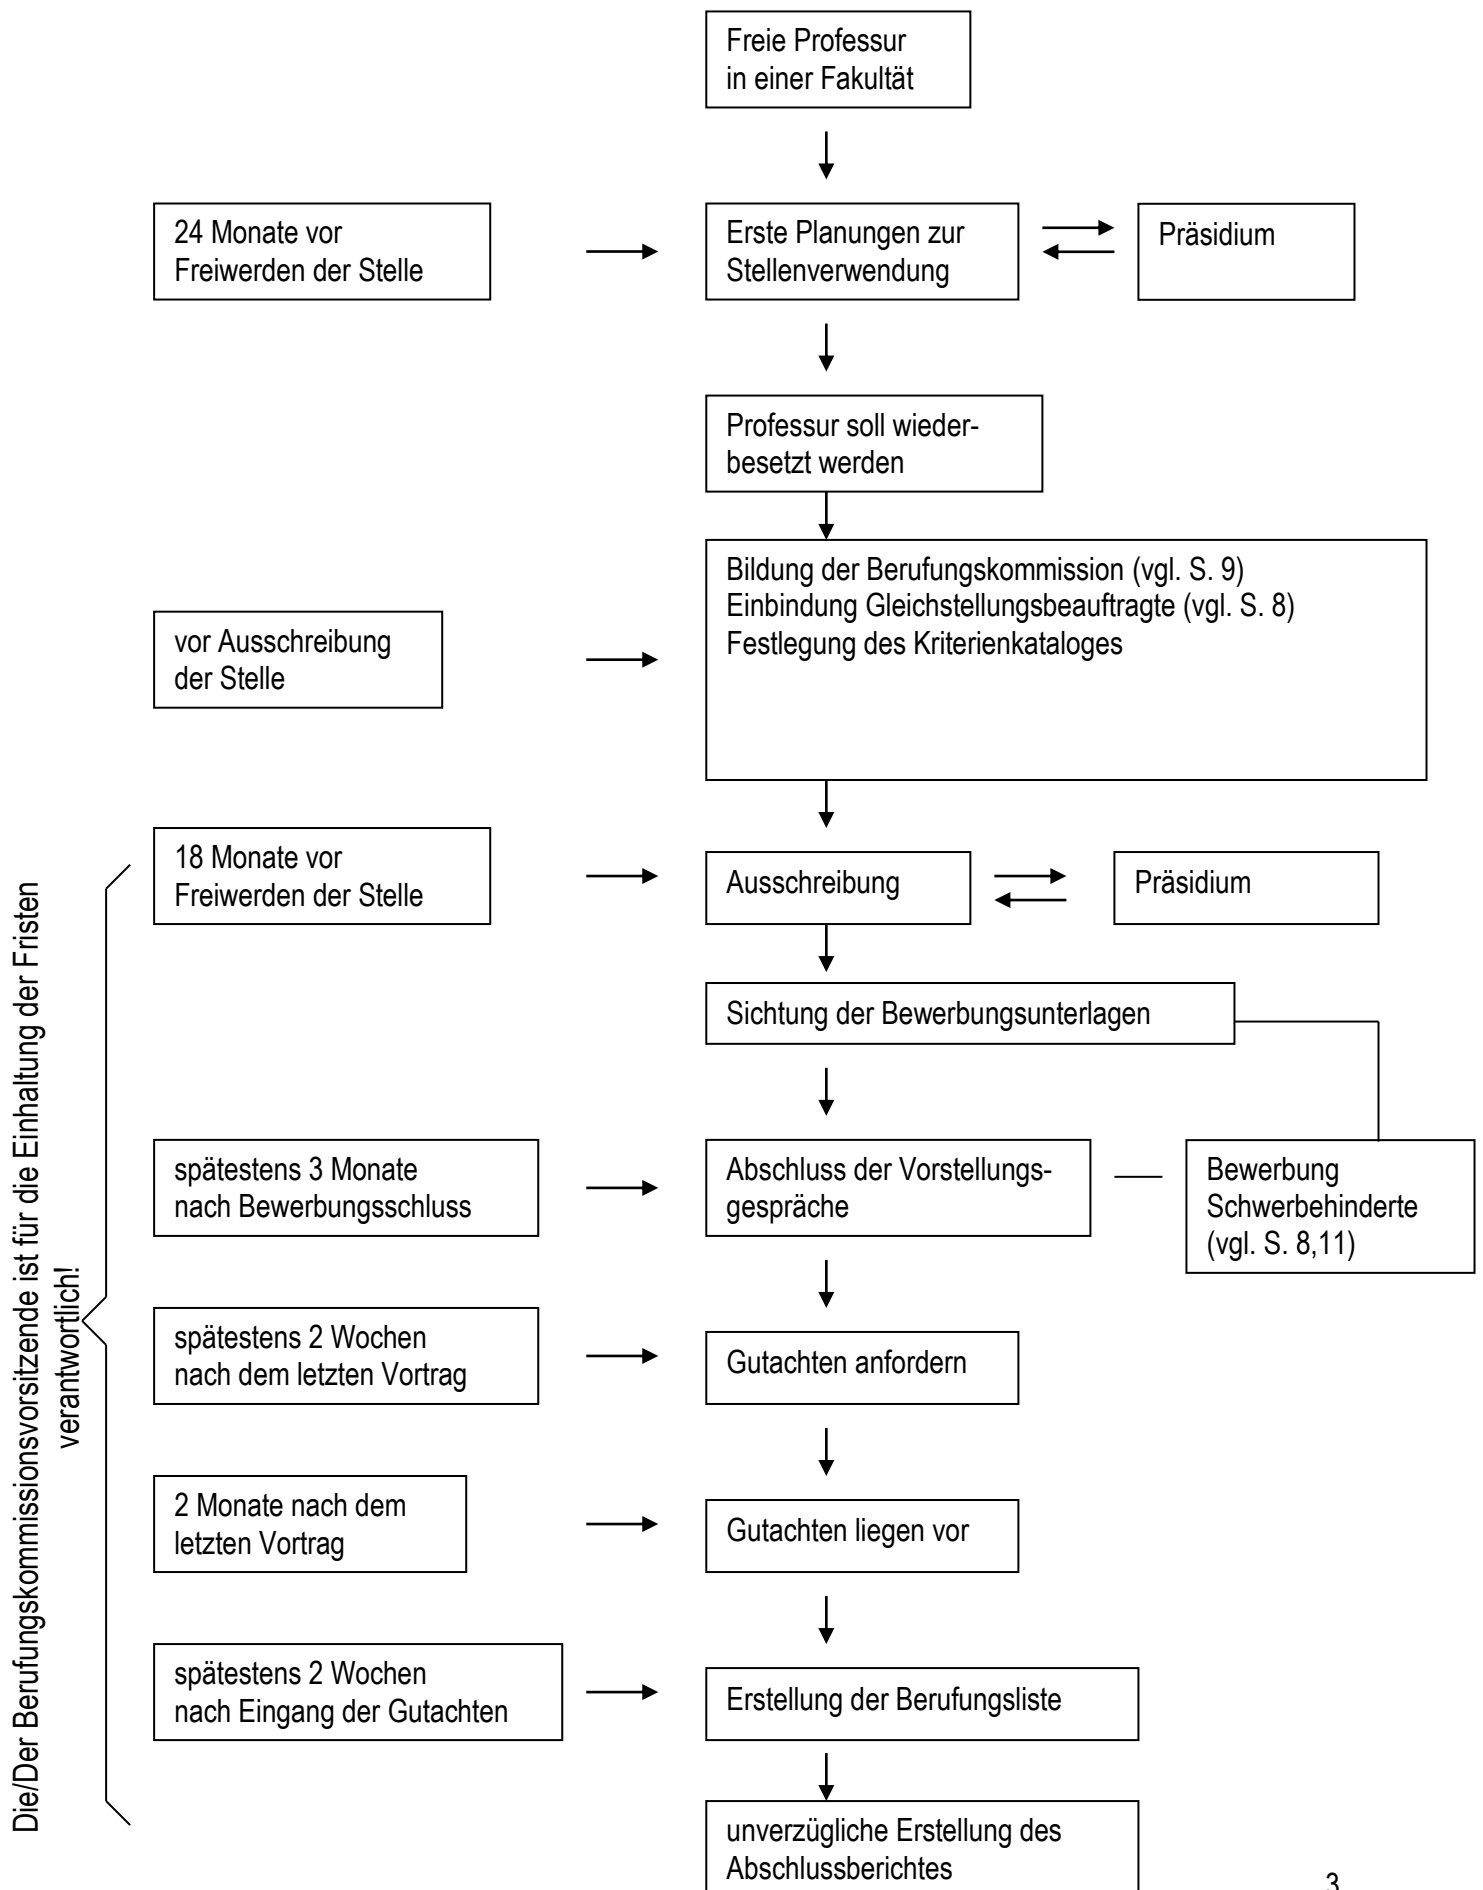 Freie Professur
in einer Fakultät
24 Monate vor
Freiwerden der Stelle
Erste Planungen zur
Stellenverwendung
Präsidium
Professur soll wieder-
besetzt werden
vor Ausschreibung
der Stelle
Bildung der Berufungskommission (vgl. S. 9)
Einbindung Gleichstellungsbeauftragte (vgl. S. 8)
Festlegung des Kriterienkataloges
Die/Der Berufungskommissionsvorsitzende ist für die Einhaltung der Fristen
verantwortlich!
18 Monate vor
Freiwerden der Stelle
Ausschreibung
Präsidium
Sichtung der Bewerbungsunterlagen
spätestens 3 Monate
nach Bewerbungsschluss
Abschluss der Vorstellungs-
gespräche
Bewerbung
Schwerbehinderte
(vgl. S. 8,11)
spätestens 2 Wochen
nach dem letzten Vortrag
Gutachten anfordern
2 Monate nach dem
letzten Vortrag
Gutachten liegen vor
spätestens 2 Wochen
nach Eingang der Gutachten
Erstellung der Berufungsliste
unverzügliche Erstellung des
Abschlussberichtes
3